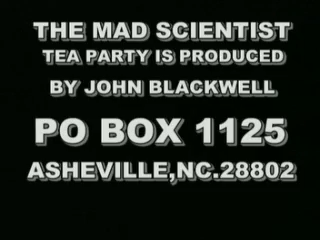 THE MAD SCIENTIST
TEA PARTY IS PRODUCED
BY JOHN BLACKWELL
PO BOX 1125
ASHEVILLE,NC.28802